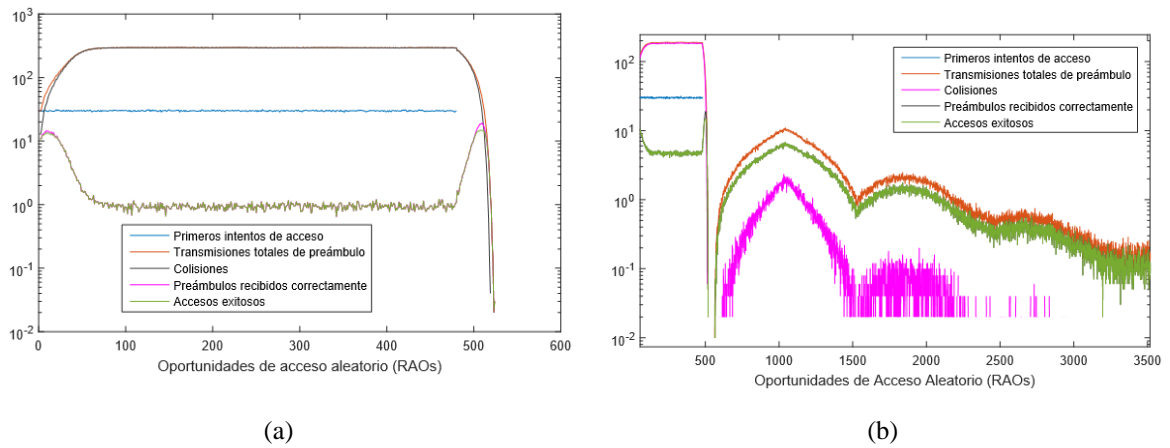 10^3
10^2
10^1
10^0
10^-1
10^-2
Primeros intentos de acceso
Transmisiones totales de preámbulo
Colisiones
Preámbulos recibidos correctamente
Accesos exitosos
0 100 200 300 400 500 600
Oportunidades de acceso aleatorio (RAOs)
(a)
10^2
10^1
10^0
10^-1
10^-2
Primeros intentos de acceso
Transmisiones totales de preámbulo
Colisiones
Preámbulos recibidos correctamente
Accesos exitosos
500 1000 1500 2000 2500 3000 3500
Oportunidades de Acceso Aleatorio (RAOs)
(b)